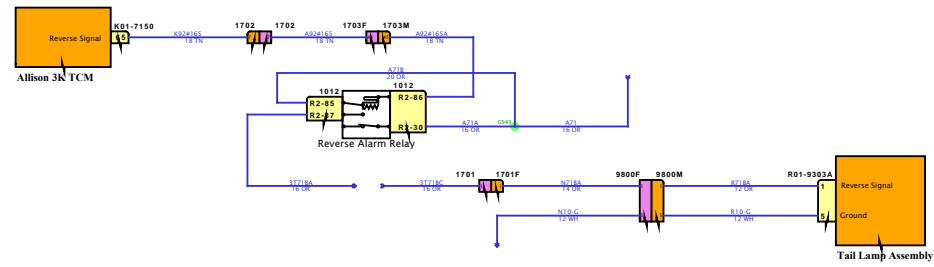 K01-7150
1702
1702
1703F
1703M
Reverse Signal
65
K92#165
18 TN
A92#165
18 TN
A92#165A
18 TN
Allison 3K TCM
A71B
20 OR
1012
1012
R2-85
R2-86
R2-87
R2-30
A71A
16 OR
GS43
A71
16 OR
Reverse Alarm Relay
1701
1701F
9800F
9800M
R01-9303A
3T718A
16 OR
3T718C
16 OR
N718A
14 OR
R718A
12 OR
1
Reverse Signal
N10-G
12 WH
R10-G
12 WH
5
Ground
Tail Lamp Assembly